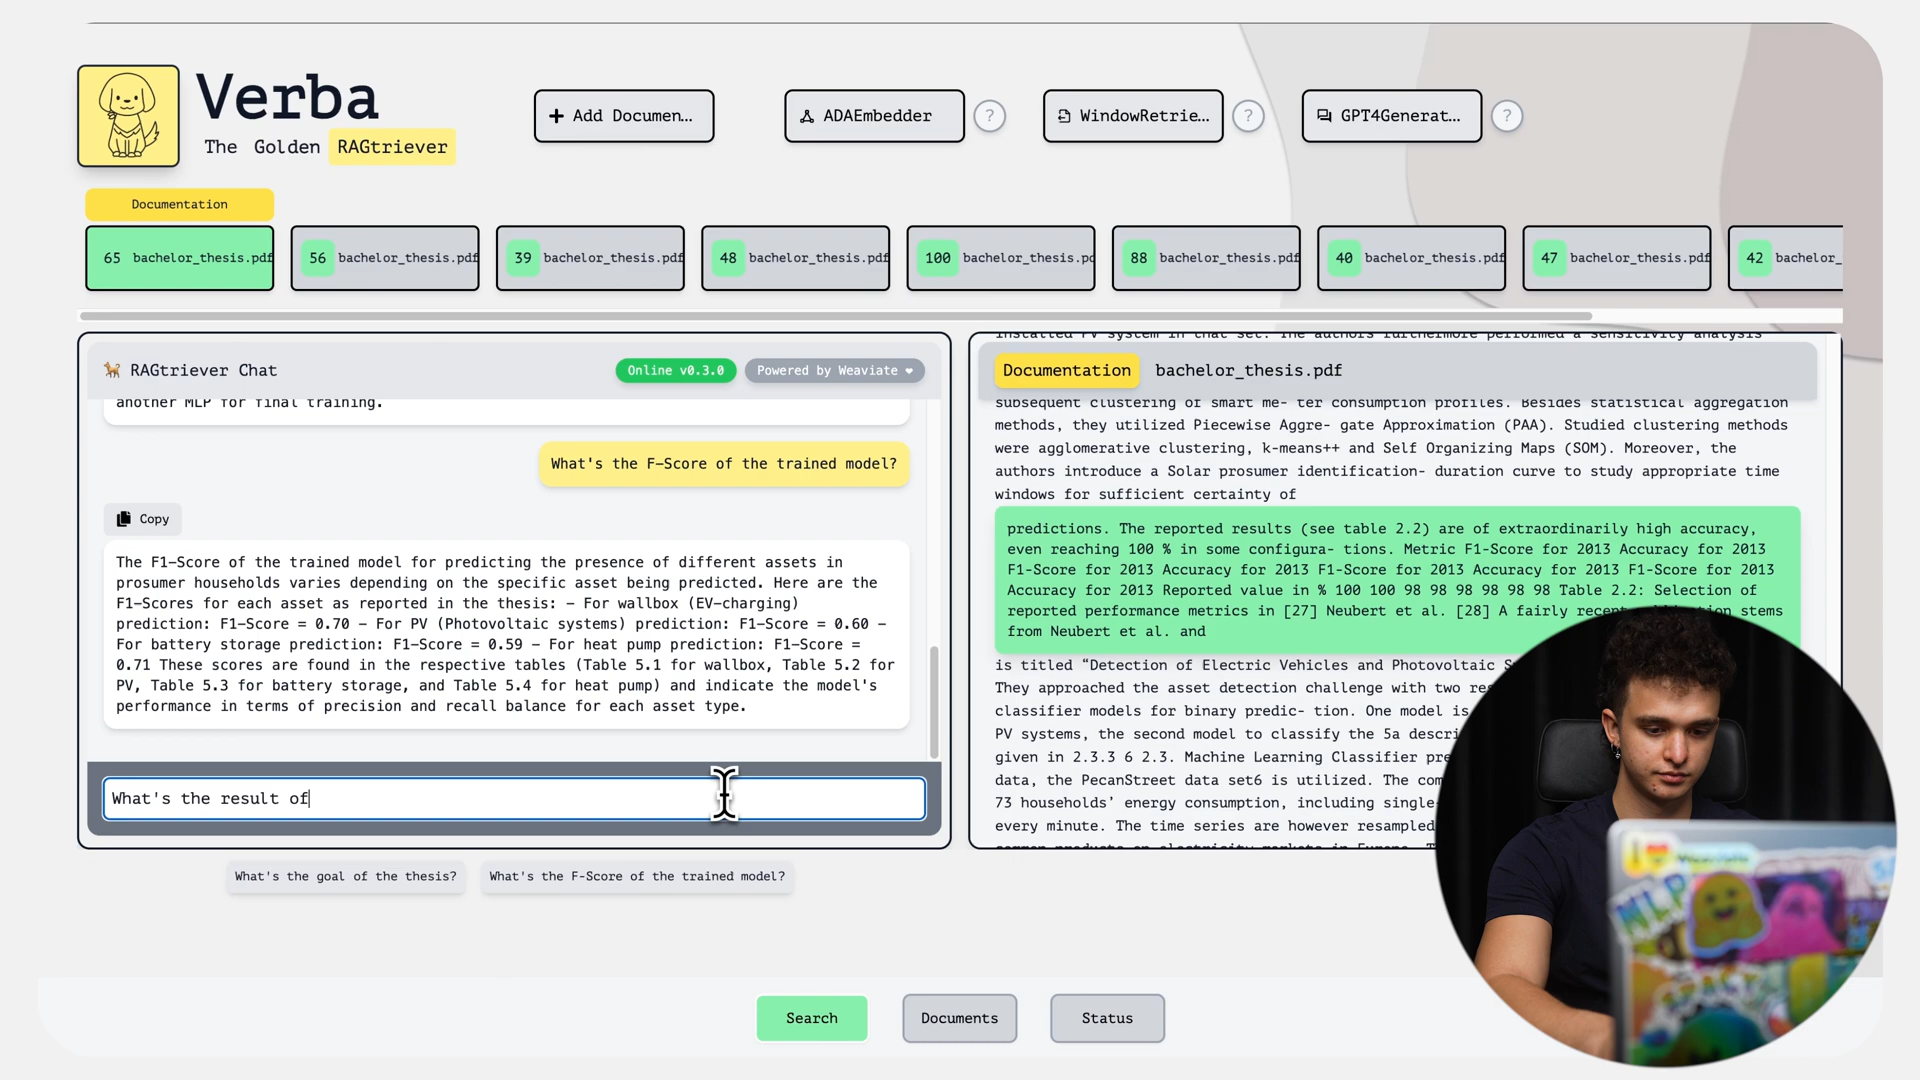 Verba
The Golden RAGtriever
Add Documen...
ADAEmbedder
?
WindowRetrie...
?
GPT4Generat...
?
Documentation
65 bachelor_thesis.pdf
56 bachelor_thesis.pdf
39 bachelor_thesis.pdf
48 bachelor_thesis.pdf
100 bachelor_thesis.pd
88 bachelor_thesis.pdf
40 bachelor_thesis.pdf
47 bachelor_thesis.pdf
42 bachelor_
RAGtriever Chat
Online v0.3.0
Powered by Weaviate ❤
another MLP for final training.
What's the F-Score of the trained model?
Copy
The F1-Score of the trained model for predicting the presence of different assets in
prosumer households varies depending on the specific asset being predicted. Here are the
F1-Scores for each asset as reported in the thesis: - For wallbox (EV-charging)
prediction: F1-Score = 0.70 - For PV (Photovoltaic systems) prediction: F1-Score = 0.60 -
For battery storage prediction: F1-Score = 0.59 - For heat pump prediction: F1-Score =
0.71 These scores are found in the respective tables (Table 5.1 for wallbox, Table 5.2 for
PV, Table 5.3 for battery storage, and Table 5.4 for heat pump) and indicate the model's
performance in terms of precision and recall balance for each asset type.
What's the result of
What's the goal of the thesis?
What's the F-Score of the trained model?
installed PV system in that set. The authors furthermore performed a sensitivity analysis
Documentation bachelor_thesis.pdf
subsequent clustering of smart me- ter consumption profiles. Besides statistical aggregation
methods, they utilized Piecewise Aggre- gate Approximation (PAA). Studied clustering methods
were agglomerative clustering, k-means++ and Self Organizing Maps (SOM). Moreover, the
authors introduce a Solar prosumer identification- duration curve to study appropriate time
windows for sufficient certainty of
predictions. The reported results (see table 2.2) are of extraordinarily high accuracy,
even reaching 100 % in some configura- tions. Metric F1-Score for 2013 Accuracy for 2013
F1-Score for 2013 Accuracy for 2013 F1-Score for 2013 Accuracy for 2013 F1-Score for 2013
Accuracy for 2013 Reported value in % 100 100 98 98 98 98 98 98 Table 2.2: Selection of
reported performance metrics in [27] Neubert et al. [28] A fairly stems
from Neubert et al. and
is titled “Detection of Electric Vehicles and Photovoltaic
They approached the asset detection challenge with two
classifier models for binary predic- tion. One model is
PV systems, the second model to classify the 5a
given in 2.3.3 6 2.3. Machine Learning Classifier
data, the PecanStreet data set6 is utilized. The
73 households’ energy consumption, including single-
every minute. The time series are however resampled
NLP
Search
Documents
Status